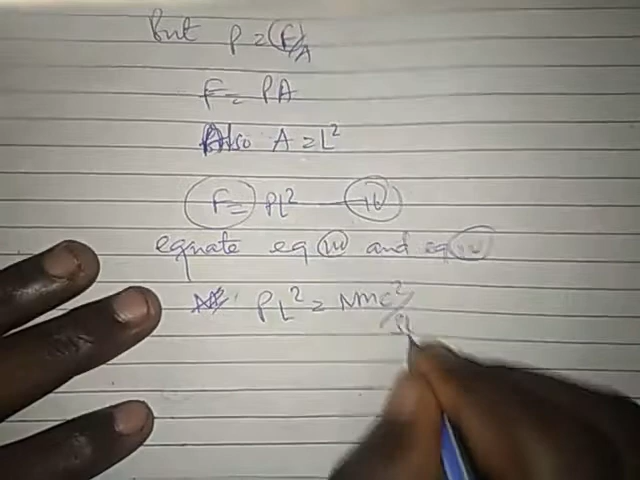 But P = (F/A
F = PA
Also A = L²
F = PL² — iv
equate eq iii and eq iv
PL² = Nmc²/3L